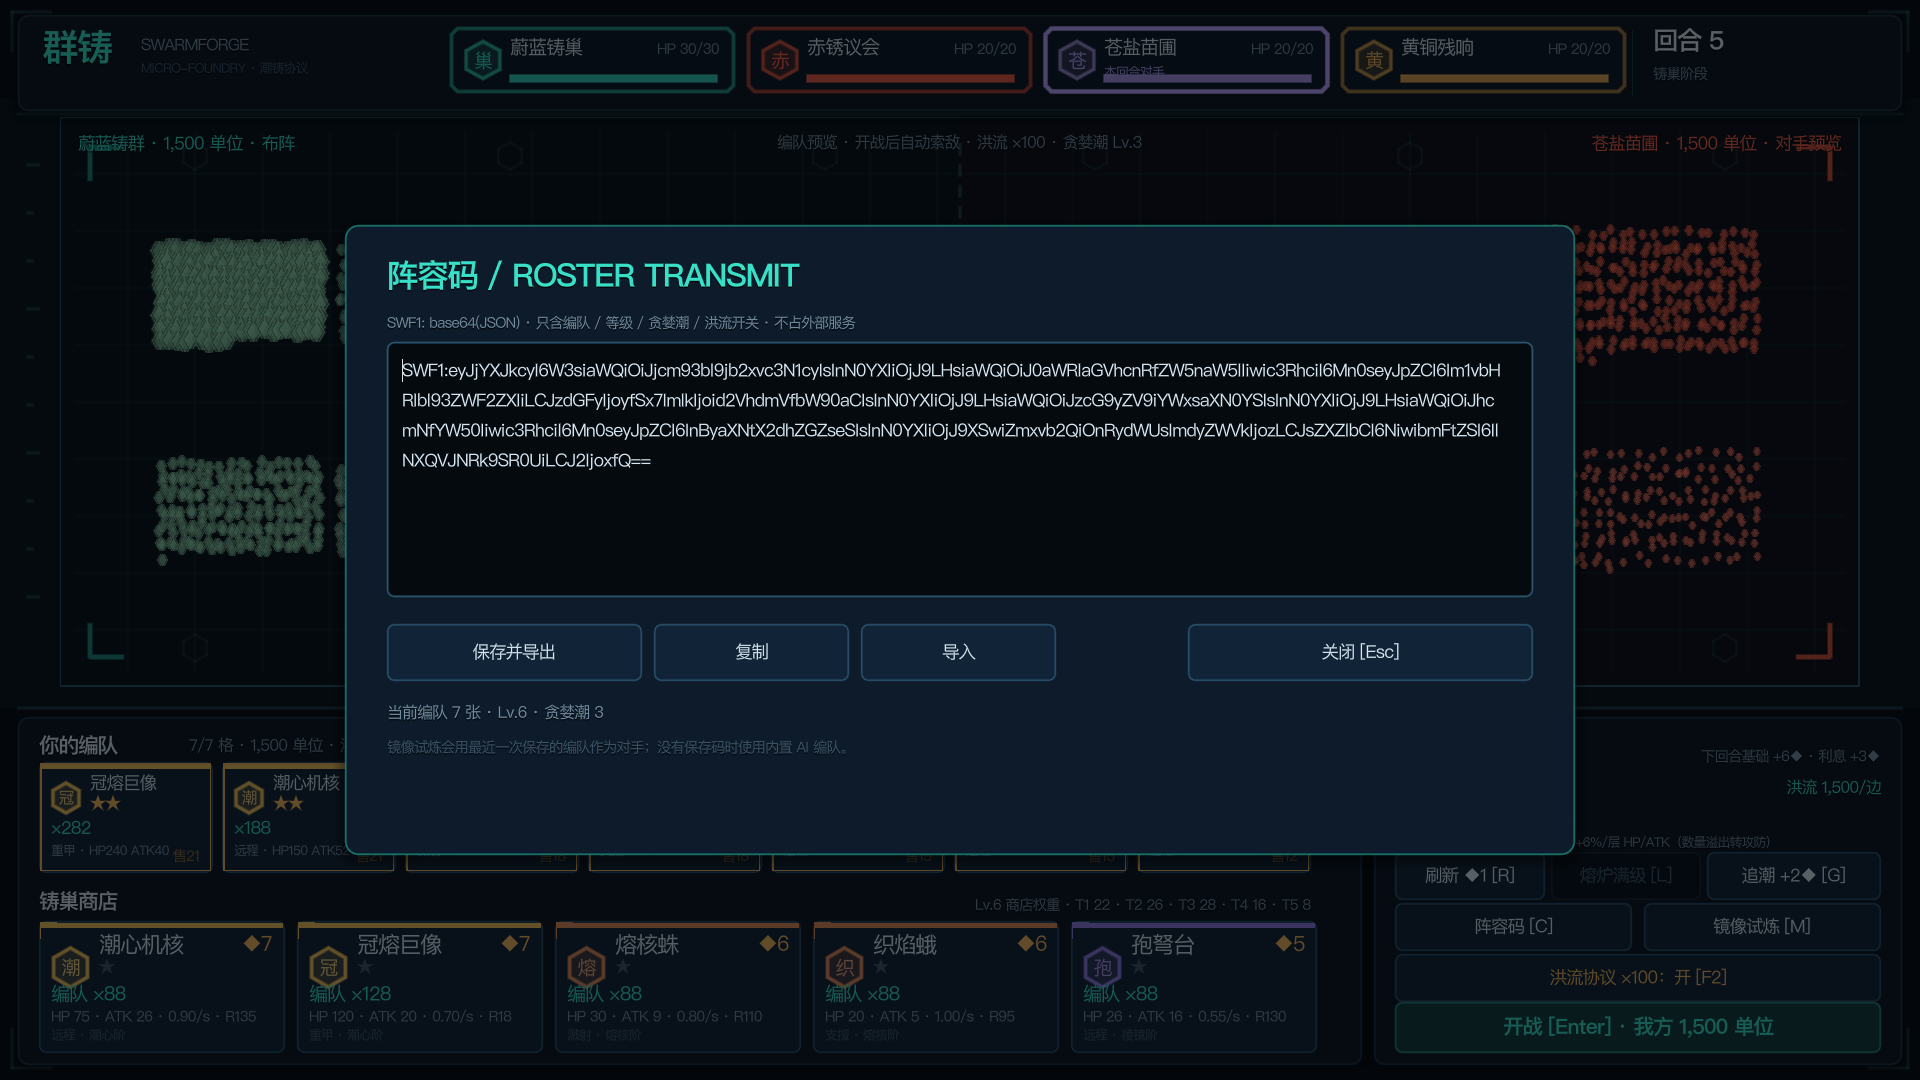 群铸
SWARMFORGE
MICRO-FOUNDRY · 潮铸协议
巢
蔚蓝铸巢
HP 30/30
赤
赤锈议会
HP 20/20
苍
苍盐苗圃
HP 20/20
本回合对手
黄
黄铜残响
HP 20/20
回合 5
铸巢阶段
蔚蓝铸群 · 1,500 单位 · 布阵
编队预览 · 开战后自动索敌 · 洪流 ×100 · 贪婪潮 Lv.3
苍盐苗圃 · 1,500 单位 · 对手预览
阵容码 / ROSTER TRANSMIT
SWF1: base64(JSON) · 只含编队 / 等级 / 贪婪潮 / 洪流开关 · 不占外部服务
SWF1:eyJjYXJkcyI6W3siaWQiOiJjcm93bl9jb2xvc3N1cyIsInN0YXIiOjJ9LHsiaWQiOiJ0aWRlaGVhcnRfZW5naW5lIiwic3RhciI6Mn0seyJpZCI6Im1vbH
Rlbl93ZWF2ZXIiLCJzdGFyIjoyfSx7ImlkIjoid2VhdmVfbW90aCIsInN0YXIiOjJ9LHsiaWQiOiJzcG9yZV9iYWxsaXN0YSIsInN0YXIiOjJ9LHsiaWQiOiJhc
mNfYW50Iiwic3RhciI6Mn0seyJpZCI6InByaXNtX2dhZGZseSIsInN0YXIiOjJ9XSwiZmxvb2QiOnRydWUsImdyZWVkIjozLCJsZXZlbCI6NiwibmFtZSI6Il
NXQVJNRk9SR0UiLCJ2IjoxfQ==
保存并导出
复制
导入
关闭 [Esc]
当前编队 7 张 · Lv.6 · 贪婪潮 3
镜像试炼会用最近一次保存的编队作为对手；没有保存码时使用内置 AI 编队。
你的编队
7/7 格 · 1,500 单位 ·
冠
冠熔巨像
★★
×282
重甲 · HP240 ATK40
售21
潮
潮心机核
★★
×188
远程 · HP150 ATK5
下回合基础 +6◆ · 利息 +3◆
洪流 1,500/边
+6%/层 HP/ATK（数量溢出转攻防）
刷新 ◆1 [R]
熔炉满级 [L]
追潮 +2◆ [G]
阵容码 [C]
镜像试炼 [M]
洪流协议 ×100：开 [F2]
开战 [Enter] · 我方 1,500 单位
铸巢商店
Lv.6 商店权重 · T1 22 · T2 26 · T3 28 · T4 16 · T5 8
潮
潮心机核
◆7
★
编队 ×88
HP 75 · ATK 26 · 0.90/s · R135
远程 · 潮心阶
冠
冠熔巨像
◆7
★
编队 ×128
HP 120 · ATK 20 · 0.70/s · R18
重甲 · 潮心阶
熔
熔核蛛
◆6
★
编队 ×88
HP 30 · ATK 9 · 0.80/s · R110
溅射 · 熔核阶
织
织焰蛾
◆6
★
编队 ×88
HP 20 · ATK 5 · 1.00/s · R95
支援 · 熔核阶
孢
孢弩台
◆5
★
编队 ×88
HP 26 · ATK 16 · 0.55/s · R130